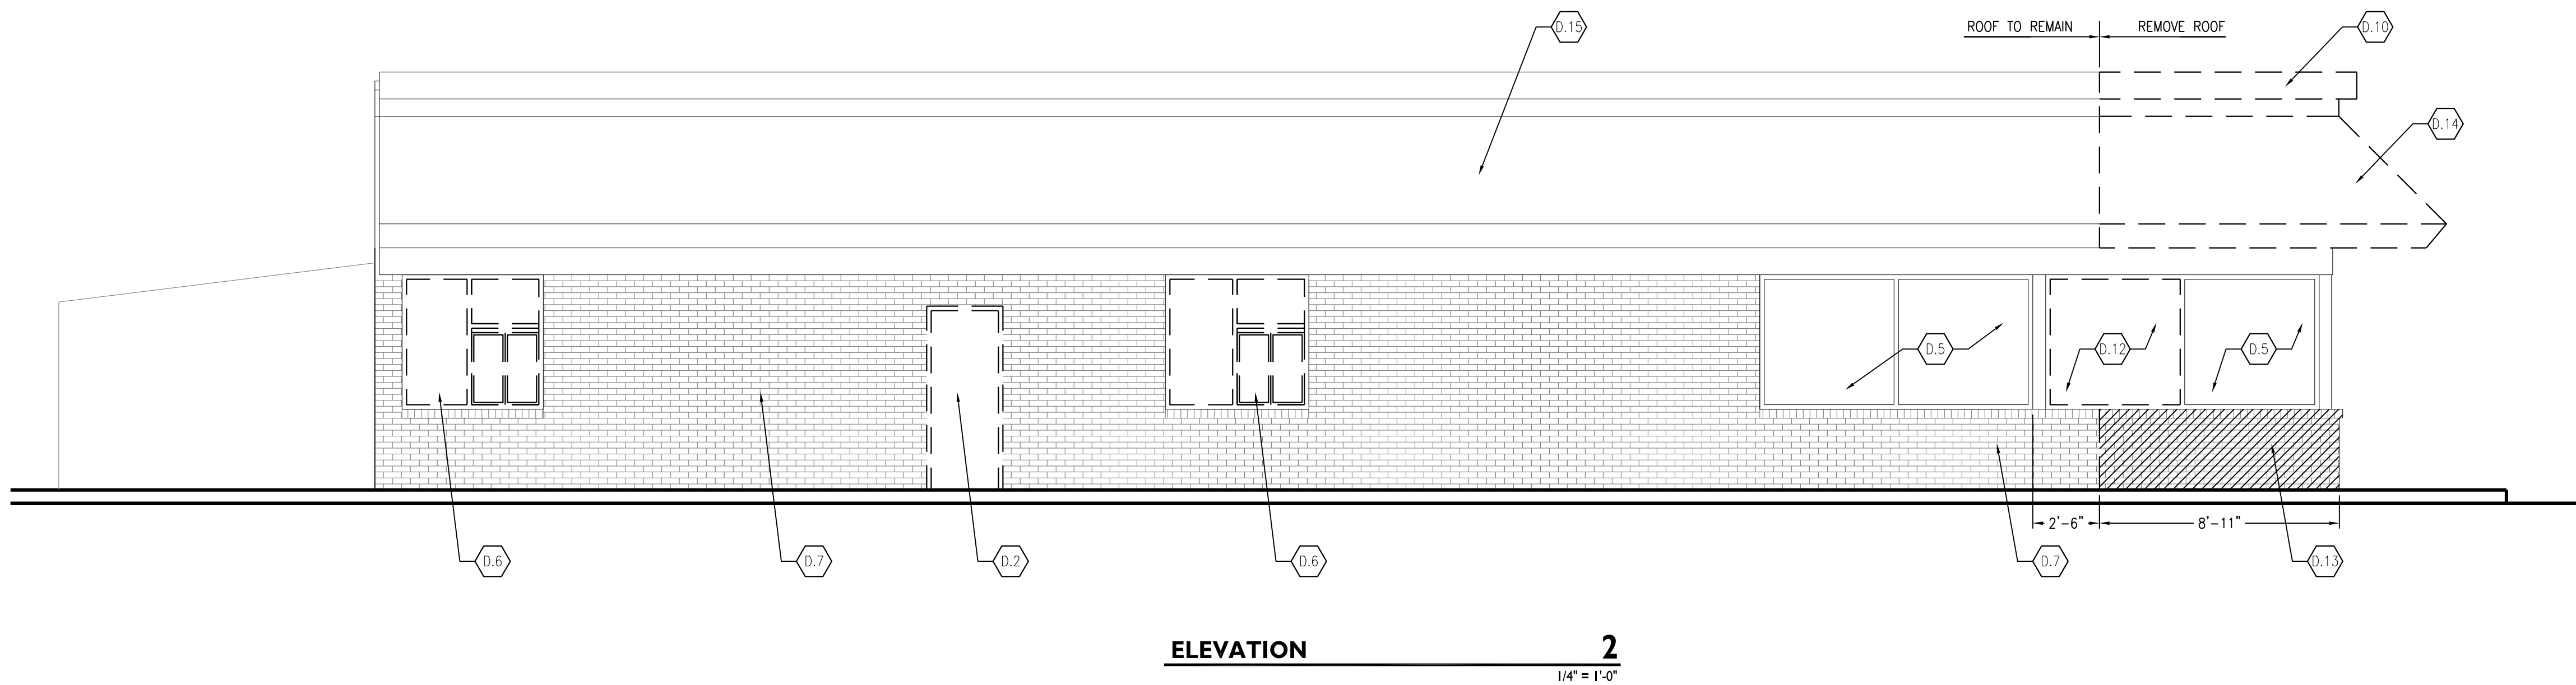 D.15
ROOF TO REMAIN
REMOVE ROOF
D.10
D.14
D.5
D.12
D.5
2'-6"
8'-11"
D.6
D.7
D.2
D.6
D.7
D.13
ELEVATION 2
1/4" = 1'-0"